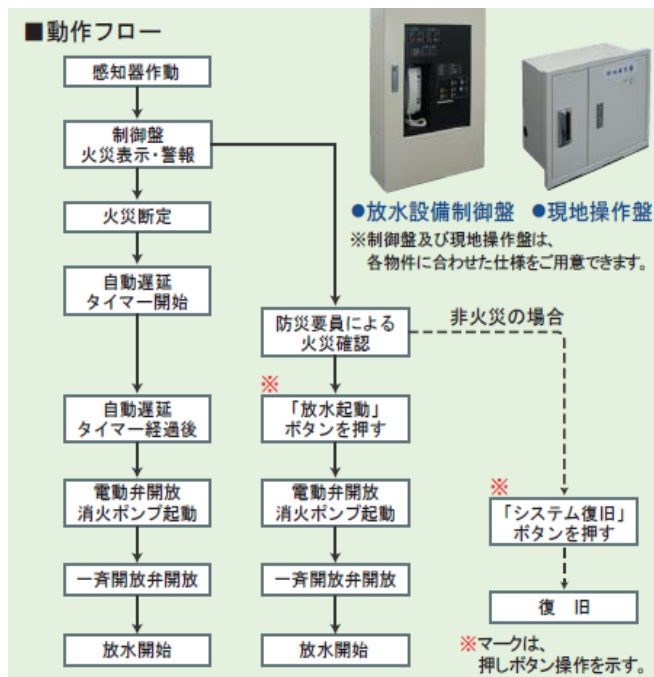 ■動作フロー
感知器作動
制御盤
火災表示・警報
火災断定
自動遅延
タイマー開始
自動遅延
タイマー経過後
電動弁開放
消火ポンプ起動
一斉開放弁開放
放水開始
防災要員による
火災確認
※
「放水起動」
ボタンを押す
電動弁開放
消火ポンプ起動
一斉開放弁開放
放水開始
非火災の場合
※
「システム復旧」
ボタンを押す
復 旧
※マークは、
押しボタン操作を示す。
●放水設備制御盤 ●現地操作盤
※制御盤及び現地操作盤は、
各物件に合わせた仕様をご用意できます。